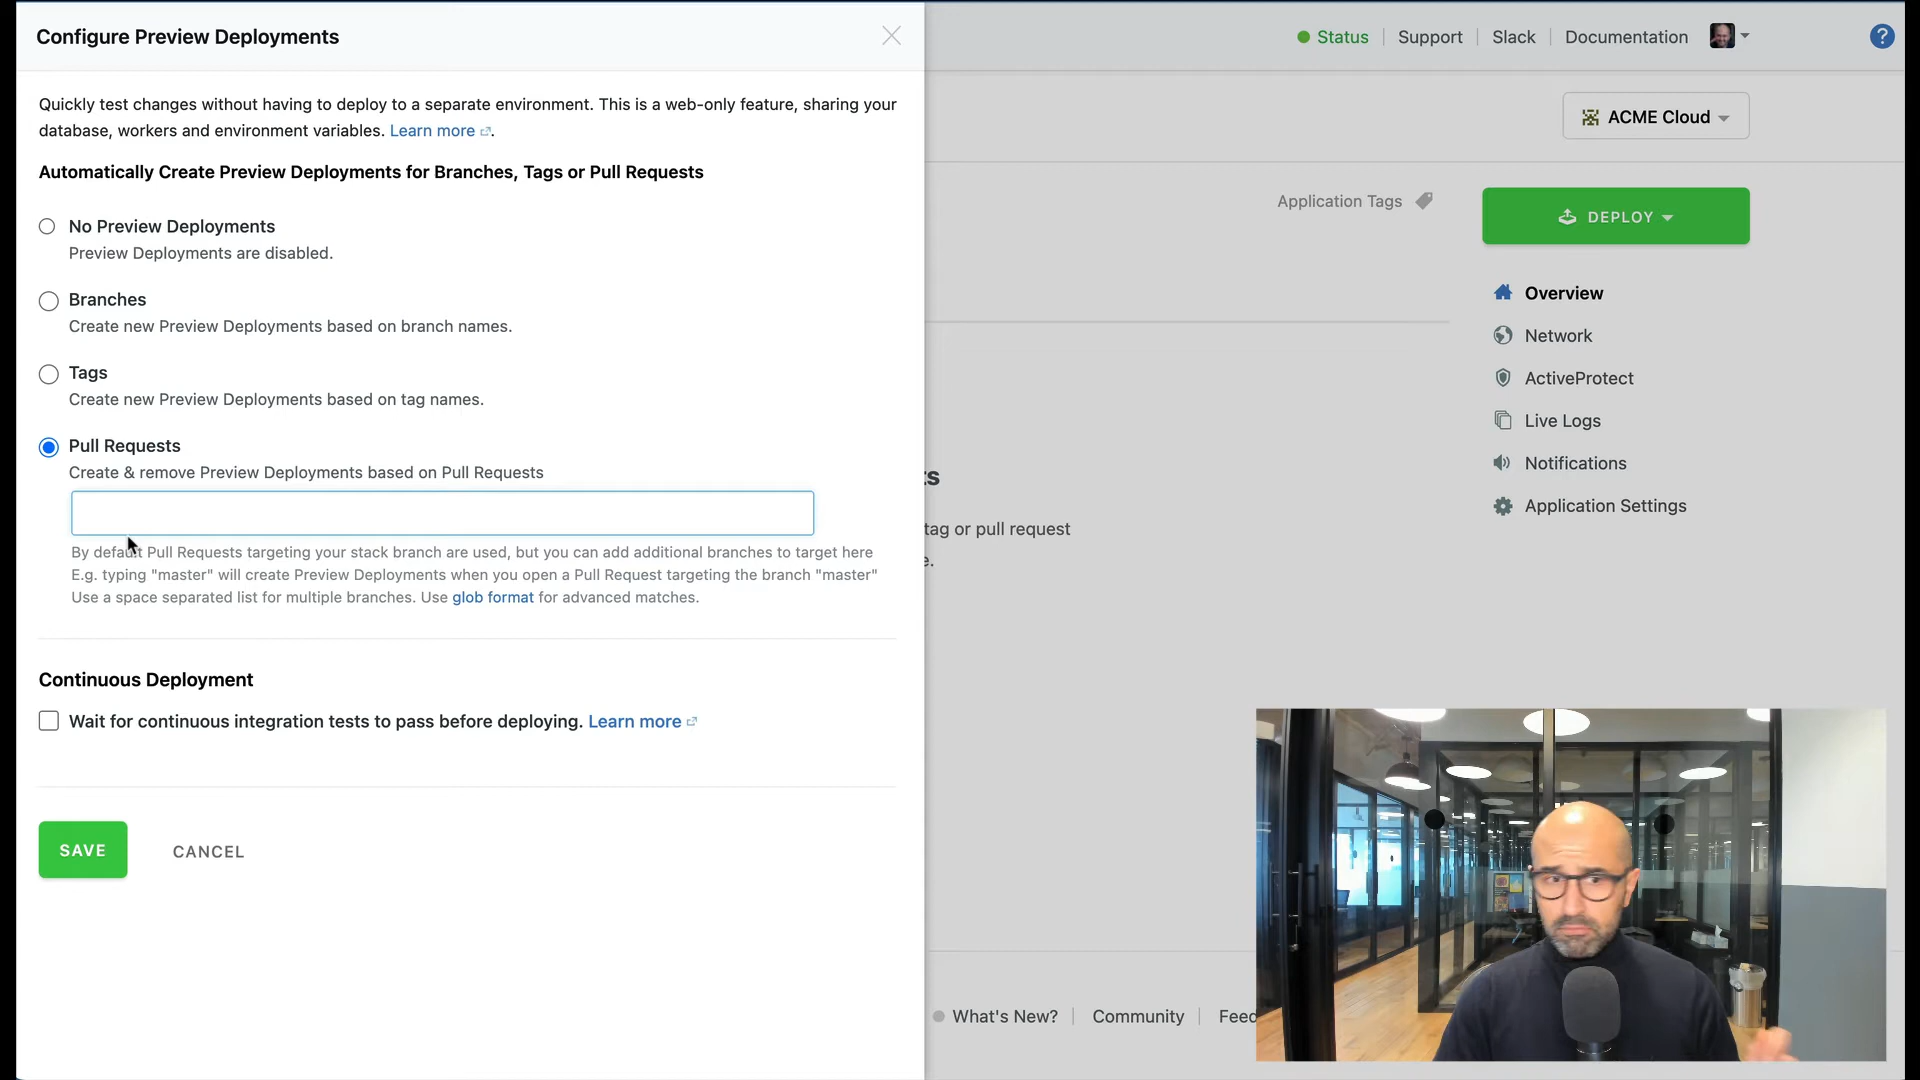 Configure Preview Deployments
Status
Support
Slack
Documentation
?
Quickly test changes without having to deploy to a separate environment. This is a web-only feature, sharing your
database, workers and environment variables. Learn more.
ACME Cloud
Automatically Create Preview Deployments for Branches, Tags or Pull Requests
Application Tags
DEPLOY
No Preview Deployments
Preview Deployments are disabled.
Branches
Create new Preview Deployments based on branch names.
Tags
Create new Preview Deployments based on tag names.
Pull Requests
Create & remove Preview Deployments based on Pull Requests
By default Pull Requests targeting your stack branch are used, but you can add additional branches to target here
E.g. typing "master" will create Preview Deployments when you open a Pull Request targeting the branch "master"
Use a space separated list for multiple branches. Use glob format for advanced matches.
Continuous Deployment
Wait for continuous integration tests to pass before deploying. Learn more
SAVE
CANCEL
Overview
Network
ActiveProtect
Live Logs
Notifications
Application Settings
ts
tag or pull request
e.
What's New?
Community
Feed